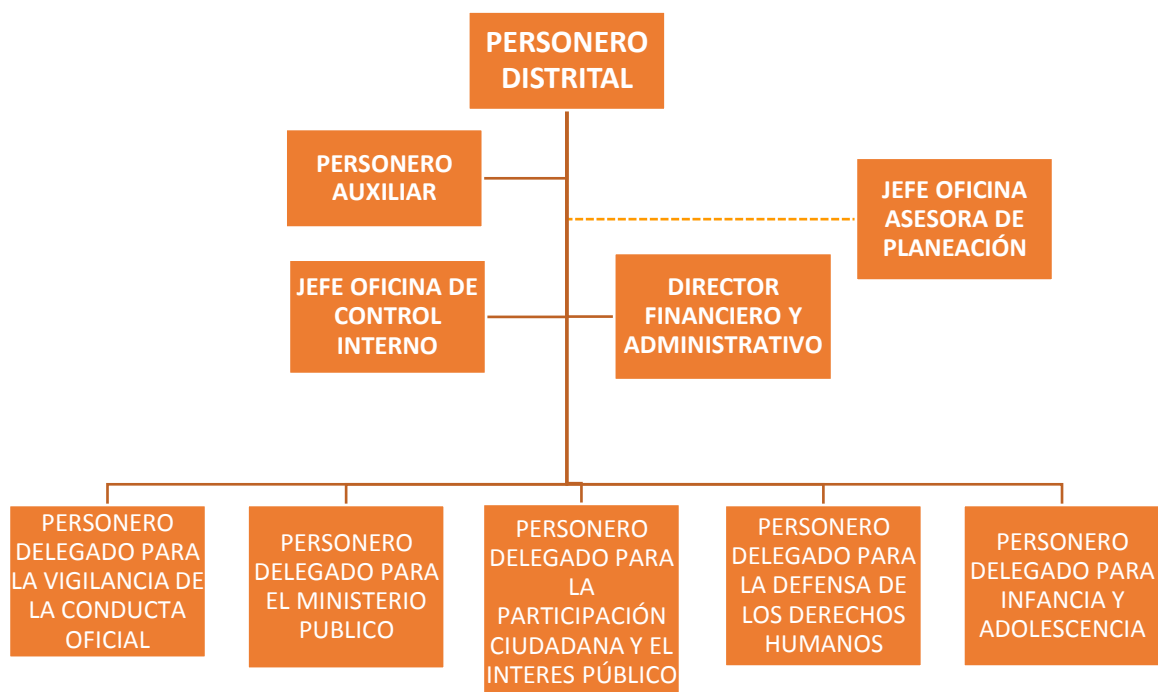 PERSONERO
DISTRITAL
PERSONERO
AUXILIAR
JEFE OFICINA
ASESORA DE
PLANEACIÓN
JEFE OFICINA DE
CONTROL
INTERNO
DIRECTOR
FINANCIERO Y
ADMINISTRATIVO
PERSONERO
DELEGADO PARA
LA VIGILANCIA DE
LA CONDUCTA
OFICIAL
PERSONERO
DELEGADO PARA
EL MINISTERIO
PUBLICO
PERSONERO
DELEGADO PARA
LA
PARTICIPACIÓN
CIUDADANA Y EL
INTERES PÚBLICO
PERSONERO
DELEGADO PARA
LA DEFENSA DE
LOS DERECHOS
HUMANOS
PERSONERO
DELEGADO PARA
INFANCIA Y
ADOLESCENCIA